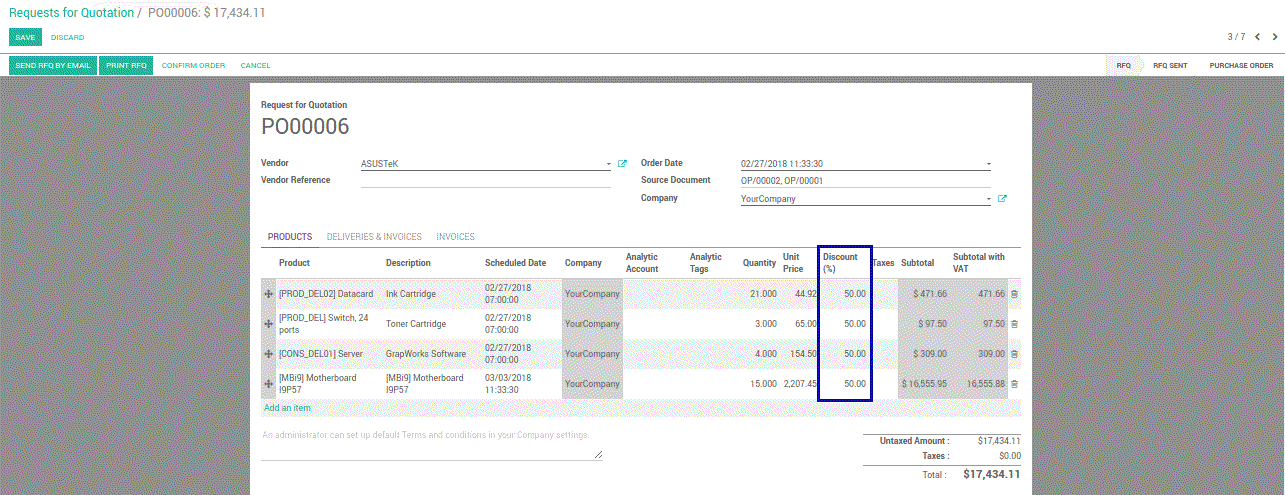 Requests for Quotation / PO00006: $ 17,434.11
SAVE DISCARD 3 / 7
SEND RFQ BY EMAIL PRINT RFQ CONFIRM ORDER CANCEL RFQ RFQ SENT PURCHASE ORDER
Request for Quotation
PO00006
Vendor ASUSTeK Order Date 02/27/2018 11:33:30
Vendor Reference Source Document OP/00002, OP/00001
Company YourCompany
PRODUCTS DELIVERIES & INVOICES INVOICES
Product Description Scheduled Date Company Analytic Account Analytic Tags Quantity Unit Price Discount (%) Taxes Subtotal Subtotal with VAT
[PROD_DEL02] Datacard Ink Cartridge 02/27/2018 07:00:00 YourCompany 21.000 44.92 50.00 $ 471.66 471.66
[PROD_DEL] Switch, 24 ports Toner Cartridge 02/27/2018 07:00:00 YourCompany 3.000 65.00 50.00 $ 97.50 97.50
[CONS_DEL01] Server GrapWorks Software 02/27/2018 07:00:00 YourCompany 4.000 154.50 50.00 $ 309.00 309.00
[MBi9] Motherboard I9P57 [MBi9] Motherboard I9P57 03/03/2018 11:33:30 YourCompany 15.000 2,207.45 50.00 $ 16,555.95 16,555.88
Add an item
An administrator can set up default Terms and conditions in your Company settings.
Untaxed Amount : $17,434.11
Taxes : $0.00
Total : $17,434.11